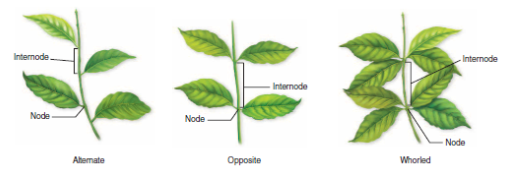 Internode
Node
Alternate
Internode
Node
Opposite
Internode
Node
Whorled